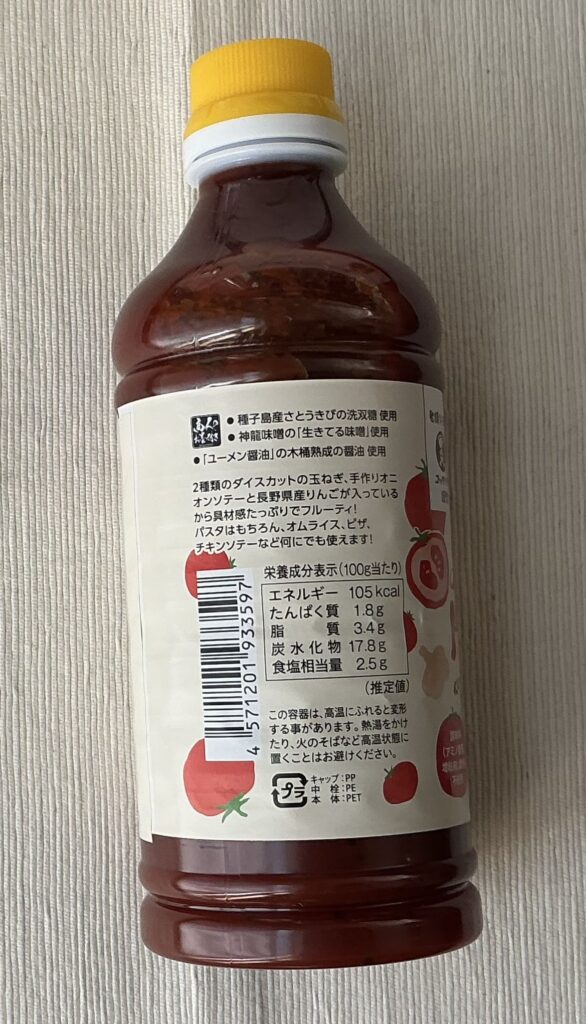 ● 種子島産さとうきびの洗双糖 使用
● 神龍味噌の「生きてる味噌」使用
● 「ユーメン醤油」の木桶熟成の醤油 使用
2種類のダイスカットの玉ねぎ、手作りオニ
オンソテーと長野県産りんごが入っている
から具材感たっぷりでフルーティ!
パスタはもちろん、オムライス、ピザ、
チキンソテーなど何にでも使えます!
栄養成分表示(100g当たり)
エネルギー 105kcal
たんぱく質 1.8g
脂質 3.4g
炭水化物 17.8g
食塩相当量 2.5g
(推定値)
4 571201 933597
この容器は、高温にふれると変形
する事があります。熱湯をかけ
たり、火のそばなど高温状態に
置くことはお避けください。
プラ
キャップ:PP
中栓:PE
本体:PET